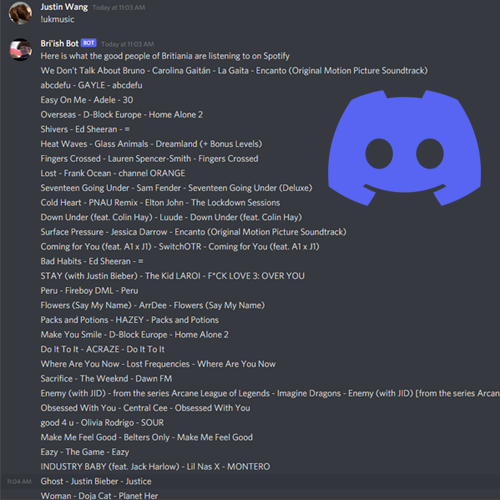 Justin Wang Today at 11:03 AM
!ukmusic
Bri'ish Bot BOT Today at 11:03 AM
Here is what the good people of Britiania are listening to on Spotify
We Don't Talk About Bruno - Carolina Gaitán - La Gaita - Encanto (Original Motion Picture Soundtrack)
abcdefu - GAYLE - abcdefu
Easy On Me - Adele - 30
Overseas - D-Block Europe - Home Alone 2
Shivers - Ed Sheeran - =
Heat Waves - Glass Animals - Dreamland (+ Bonus Levels)
Fingers Crossed - Lauren Spencer-Smith - Fingers Crossed
Lost - Frank Ocean - channel ORANGE
Seventeen Going Under - Sam Fender - Seventeen Going Under (Deluxe)
Cold Heart - PNAU Remix - Elton John - The Lockdown Sessions
Down Under (feat. Colin Hay) - Luude - Down Under (feat. Colin Hay)
Surface Pressure - Jessica Darrow - Encanto (Original Motion Picture Soundtrack)
Coming for You (feat. A1 x J1) - SwitchOTR - Coming for You (feat. A1 x J1)
Bad Habits - Ed Sheeran - =
STAY (with Justin Bieber) - The Kid LAROI - F*CK LOVE 3: OVER YOU
Peru - Fireboy DML - Peru
Flowers (Say My Name) - ArrDee - Flowers (Say My Name)
Packs and Potions - HAZEY - Packs and Potions
Make You Smile - D-Block Europe - Home Alone 2
Do It To It - ACRAZE - Do It To It
Where Are You Now - Lost Frequencies - Where Are You Now
Sacrifice - The Weeknd - Dawn FM
Enemy (with JID) - from the series Arcane League of Legends - Imagine Dragons - Enemy (with JID) [from the series Arcan
Obsessed With You - Central Cee - Obsessed With You
good 4 u - Olivia Rodrigo - SOUR
Make Me Feel Good - Belters Only - Make Me Feel Good
Eazy - The Game - Eazy
INDUSTRY BABY (feat. Jack Harlow) - Lil Nas X - MONTERO
11:04 AM Ghost - Justin Bieber - Justice
Woman - Doja Cat - Planet Her